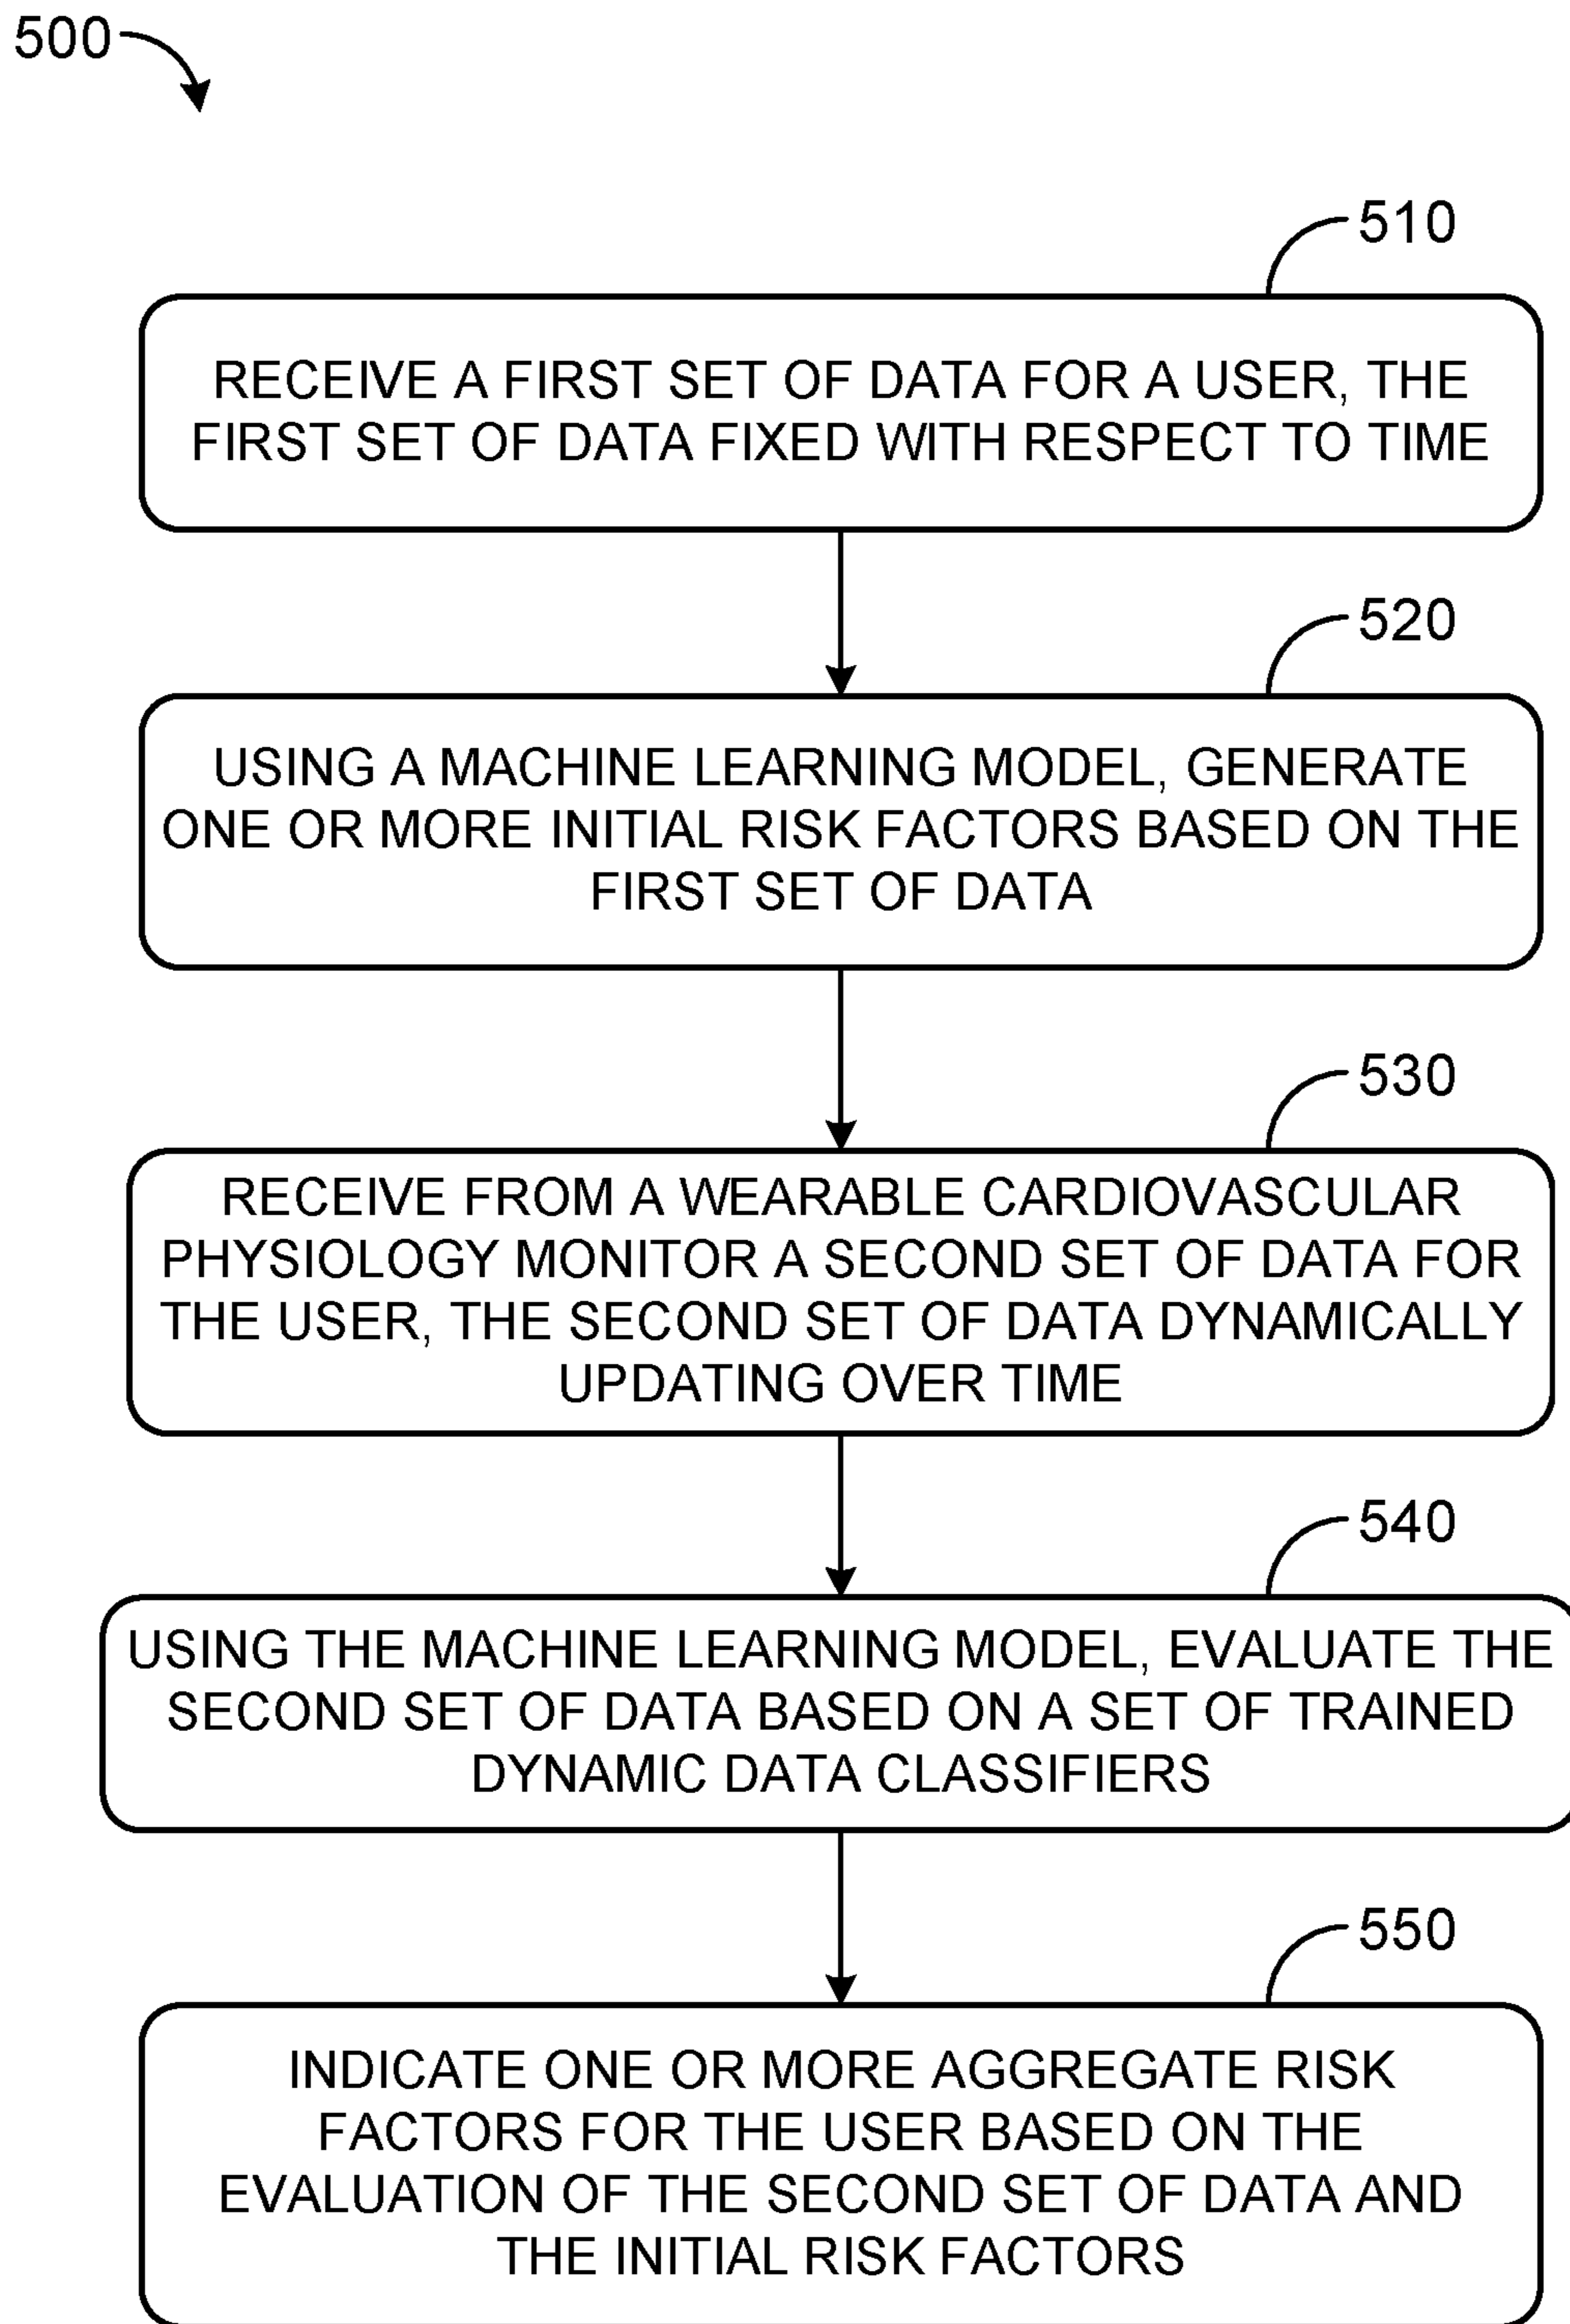 500
510
RECEIVE A FIRST SET OF DATA FOR A USER, THE
FIRST SET OF DATA FIXED WITH RESPECT TO TIME
520
USING A MACHINE LEARNING MODEL, GENERATE
ONE OR MORE INITIAL RISK FACTORS BASED ON THE
FIRST SET OF DATA
530
RECEIVE FROM A WEARABLE CARDIOVASCULAR
PHYSIOLOGY MONITOR A SECOND SET OF DATA FOR
THE USER, THE SECOND SET OF DATA DYNAMICALLY
UPDATING OVER TIME
540
USING THE MACHINE LEARNING MODEL, EVALUATE THE
SECOND SET OF DATA BASED ON A SET OF TRAINED
DYNAMIC DATA CLASSIFIERS
550
INDICATE ONE OR MORE AGGREGATE RISK
FACTORS FOR THE USER BASED ON THE
EVALUATION OF THE SECOND SET OF DATA AND
THE INITIAL RISK FACTORS